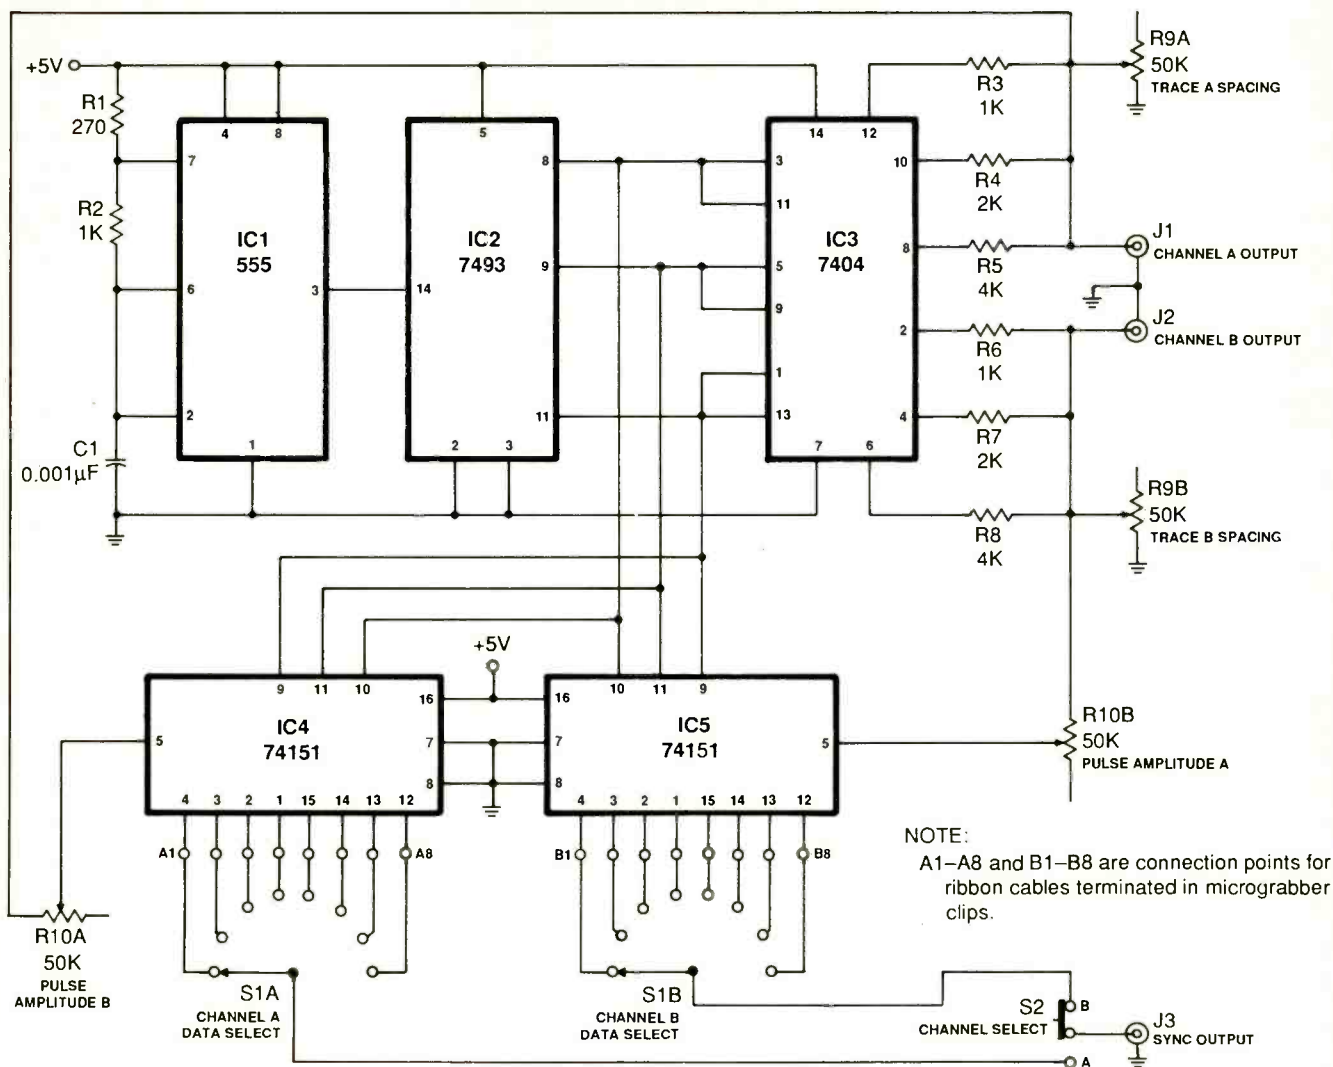 +5V
R1
270
R2
1K
C1
0.001µF
4
8
7
6
2
1
3
IC1
555
5
8
9
14
11
2
3
IC2
7493
14
12
3
11
5
9
1
13
7
6
10
8
2
4
IC3
7404
R3
1K
R4
2K
R5
4K
R6
1K
R7
2K
R8
4K
R9A
50K
TRACE A SPACING
J1
CHANNEL A OUTPUT
J2
CHANNEL B OUTPUT
R9B
50K
TRACE B SPACING
+5V
9 11 10
16
7
8
5
IC4
74151
4 3 2 1 15 14 13 12
A1
A8
10 11 9
16
7
8
5
IC5
74151
4 3 2 1 15 14 13 12
B1
B8
R10B
50K
PULSE AMPLITUDE A
NOTE:
A1–A8 and B1–B8 are connection points for
ribbon cables terminated in micrograbber
clips.
R10A
50K
PULSE
AMPLITUDE B
S1A
CHANNEL A
DATA SELECT
S1B
CHANNEL B
DATA SELECT
S2
CHANNEL SELECT
B
A
J3
SYNC OUTPUT